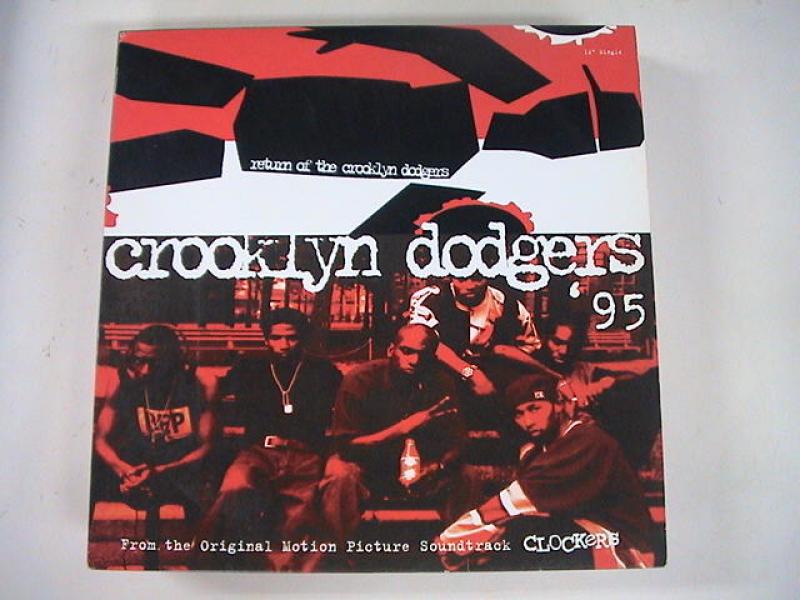 12" Single
return of the crooklyn dodgers
crooklyn dodgers
'95
From the Original Motion Picture Soundtrack CLOCKERS